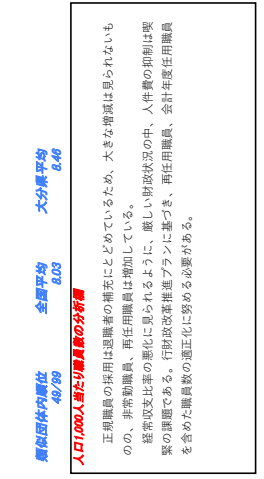 類似団体内順位 全国平均 大分県平均
49/99 8.03 8.46
人口1,000人当たり職員数の分析欄
正規職員の採用は退職者の補充にとどめているため、大きな増減は見られないも
のの、非常勤職員、再任用職員は増加している。
経常収支比率の悪化に見られるように、厳しい財政状況の中、人件費の抑制は喫
緊の課題である。行財政改革推進プランに基づき、再任用職員、会計年度任用職員
を含めた職員数の適正化に努める必要がある。